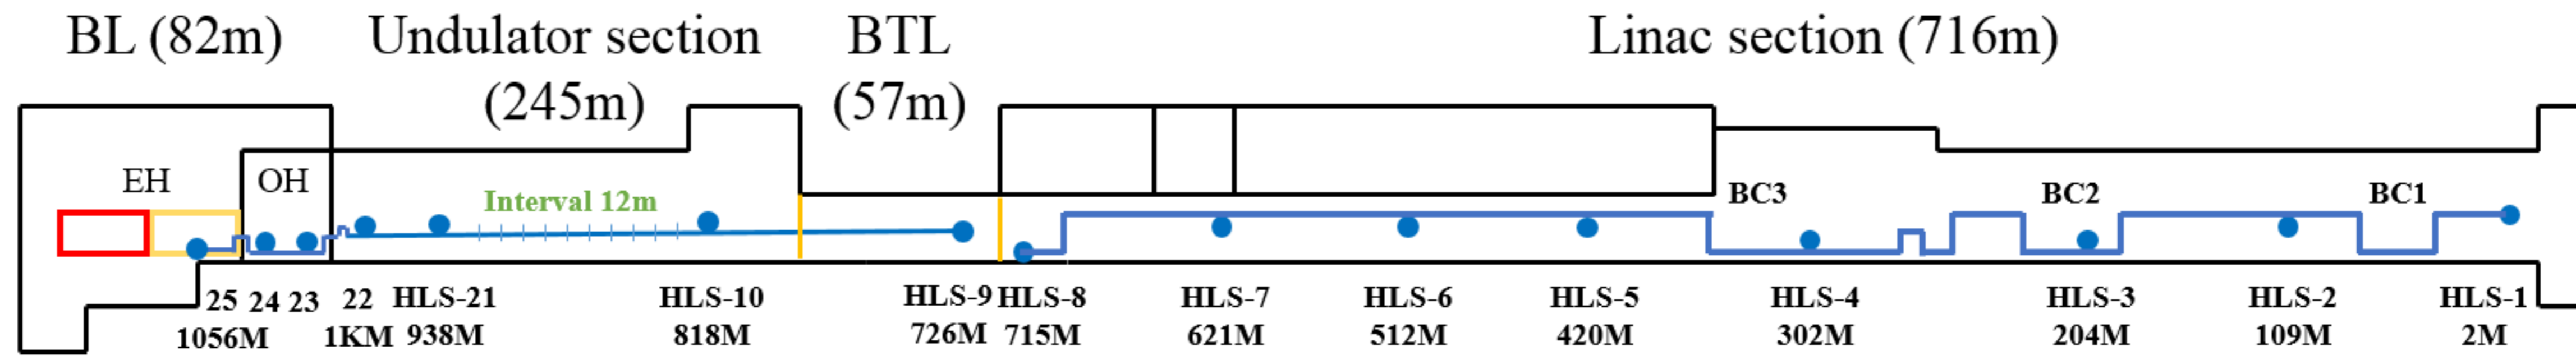 BL (82m) Undulator section BTL Linac section (716m)
(245m) (57m)
EH OH BC3 BC2 BC1
Interval 12m
25 24 23 22 HLS-21 HLS-10 HLS-9 HLS-8 HLS-7 HLS-6 HLS-5 HLS-4 HLS-3 HLS-2 HLS-1
1056M 1KM 938M 818M 726M 715M 621M 512M 420M 302M 204M 109M 2M